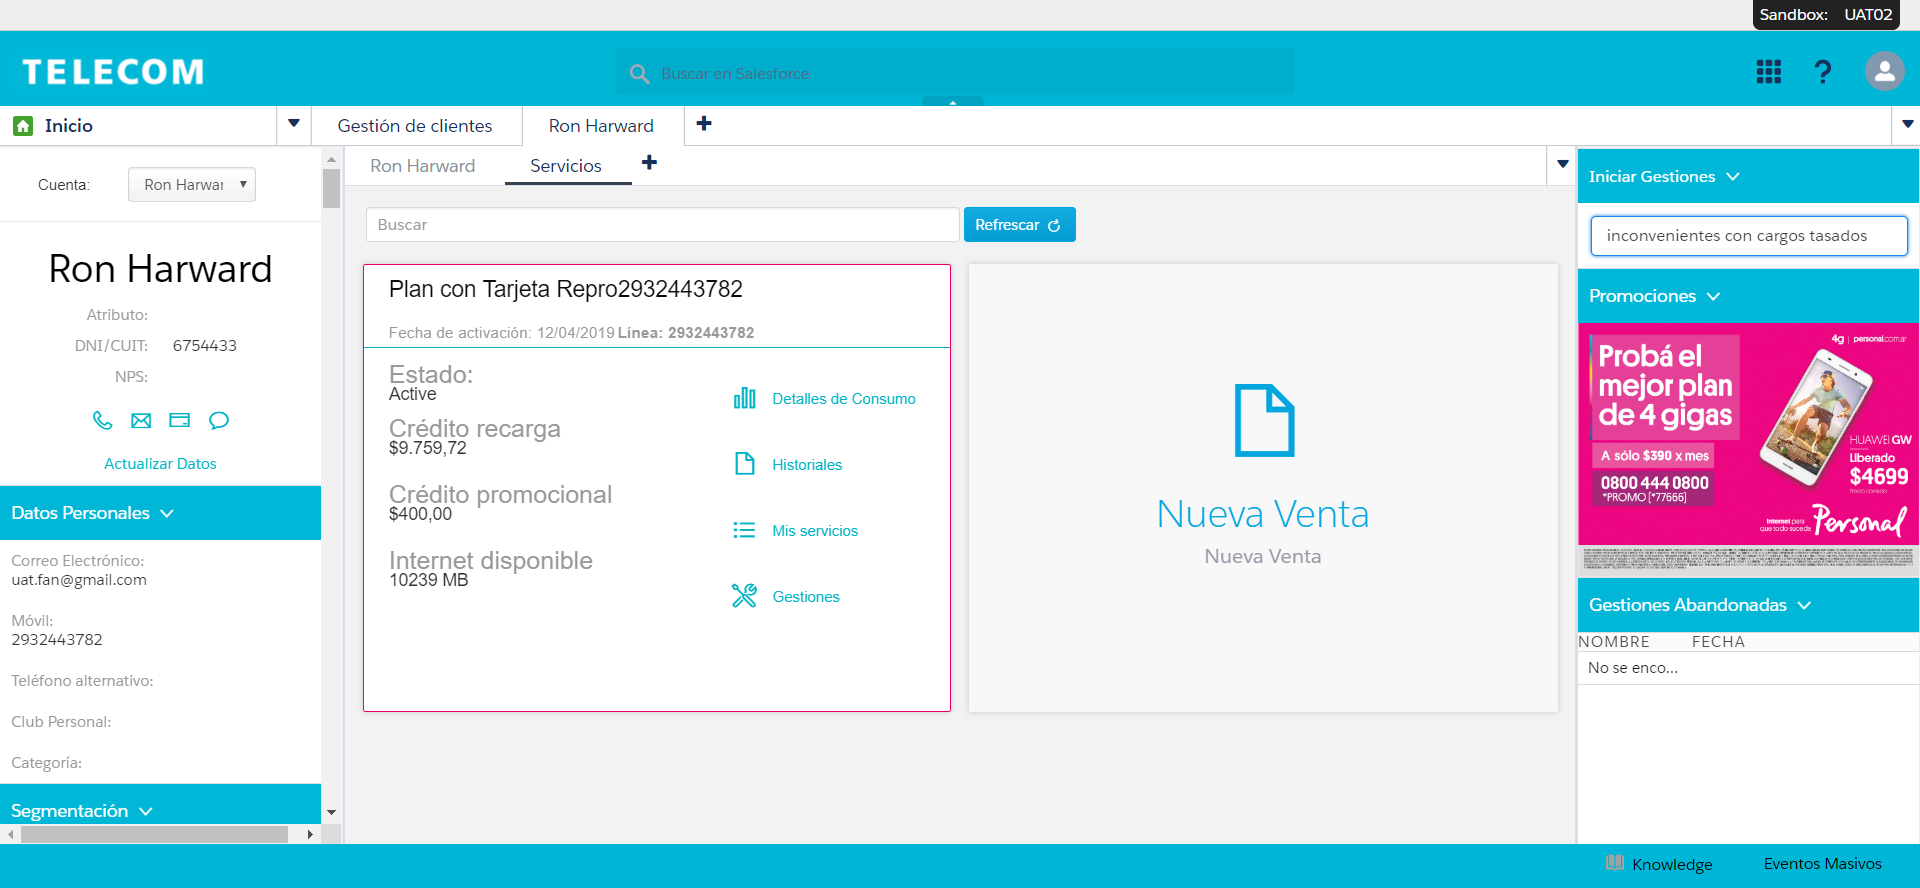 Sandbox: UAT02
TELECOM
Buscar en Salesforce
Inicio
Gestión de clientes
Ron Harward
Cuenta:
Ron Harwar
Ron Harward
Atributo:
DNI/CUIT: 6754433
NPS:
Actualizar Datos
Datos Personales
Correo Electrónico:
uat.fan@gmail.com
Móvil:
2932443782
Teléfono alternativo:
Club Personal:
Categoría:
Segmentación
Ron Harward
Servicios
Buscar
Refrescar
Plan con Tarjeta Repro2932443782
Fecha de activación: 12/04/2019 Línea: 2932443782
Estado:
Active
Crédito recarga
$9.759,72
Crédito promocional
$400,00
Internet disponible
10239 MB
Detalles de Consumo
Historiales
Mis servicios
Gestiones
Nueva Venta
Nueva Venta
Iniciar Gestiones
inconvenientes con cargos tasados
Promociones
4g | personal.com.ar
Probá el
mejor plan
de 4 gigas
A sólo $390 x mes
0800 444 0800
*PROMO [*77666]
HUAWEI GW
Liberado
$4699
Internet para
que todo suceda
Personal
Gestiones Abandonadas
NOMBRE FECHA
No se enco...
Knowledge
Eventos Masivos